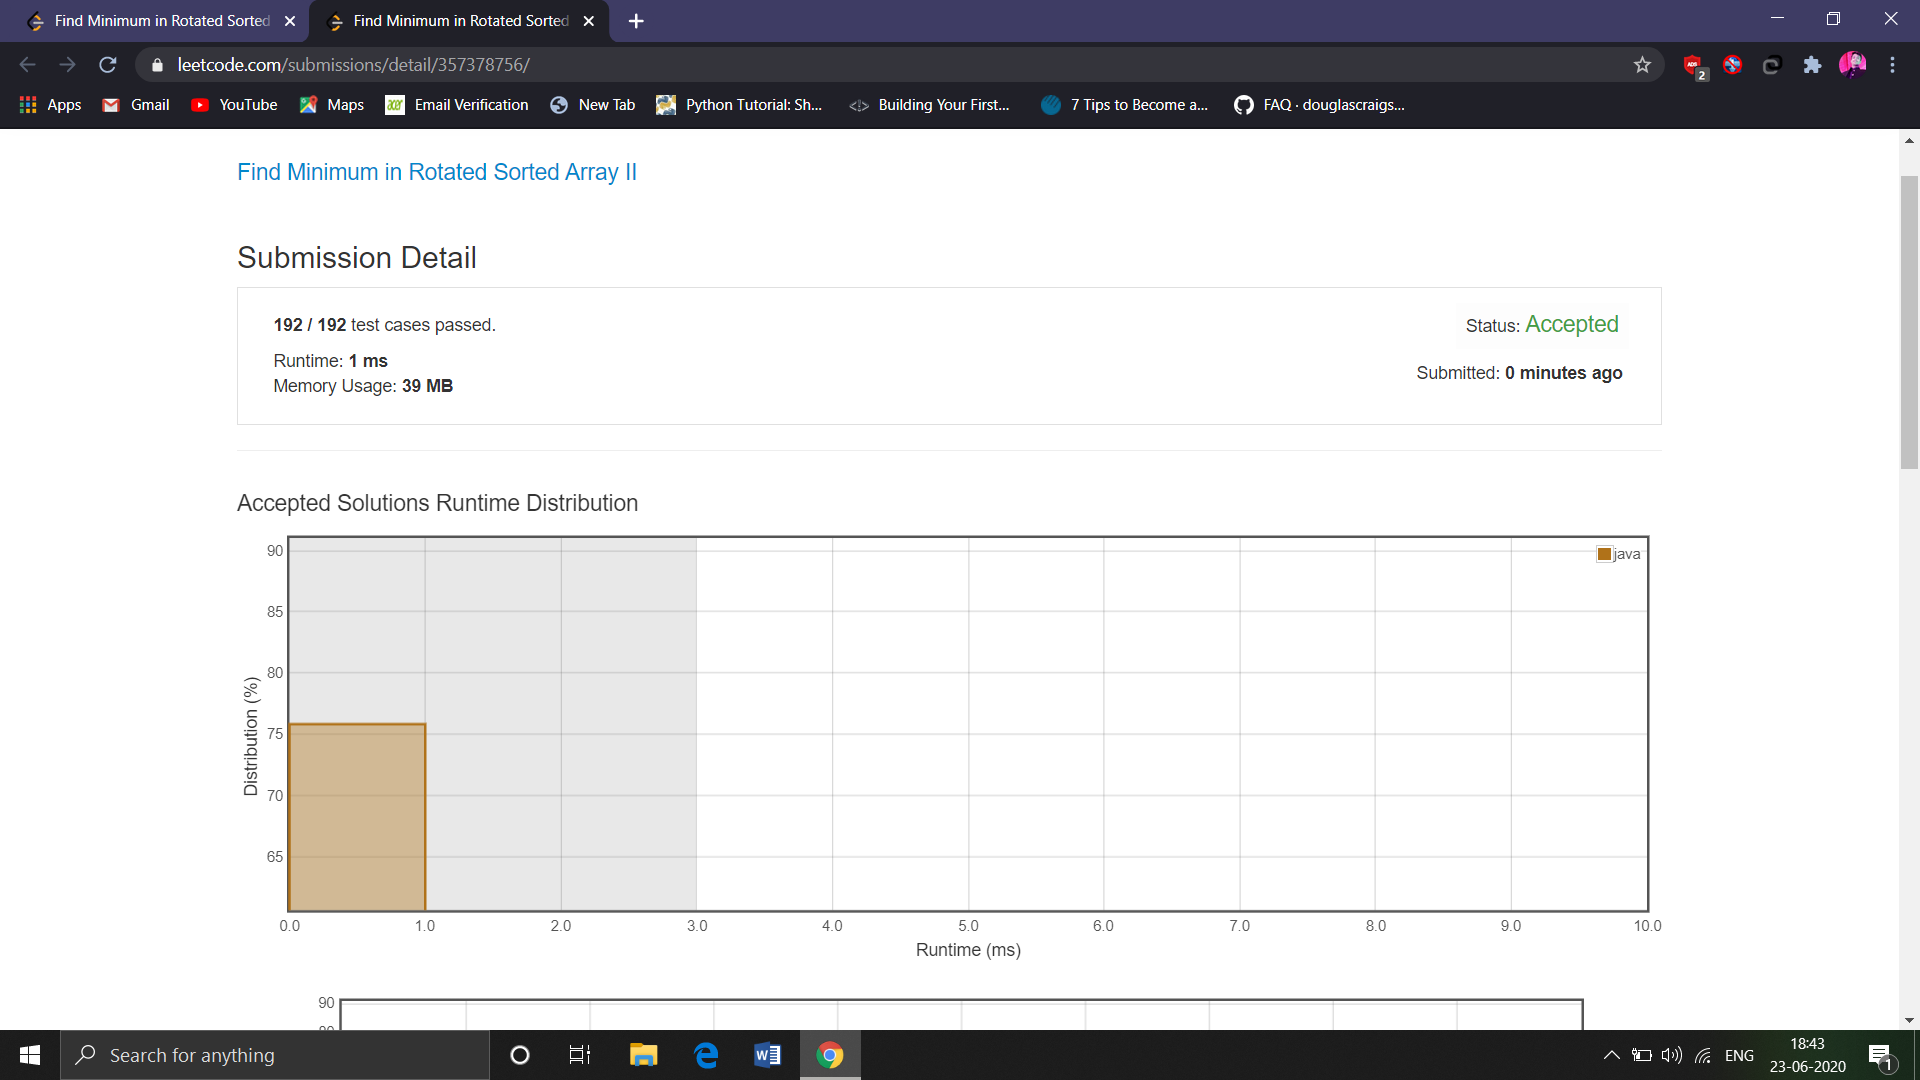 Find Minimum in Rotated Sorted
Find Minimum in Rotated Sorted
leetcode.com/submissions/detail/357378756/
2
Apps Gmail YouTube Maps acer Email Verification New Tab Python Tutorial: Sh... Building Your First... 7 Tips to Become a... FAQ · douglascraigs...
Find Minimum in Rotated Sorted Array II
Submission Detail
192 / 192 test cases passed.
Status: Accepted
Runtime: 1 ms
Submitted: 0 minutes ago
Memory Usage: 39 MB
Accepted Solutions Runtime Distribution
java
90
85
80
75
70
65
Distribution (%)
0.0 1.0 2.0 3.0 4.0 5.0 6.0 7.0 8.0 9.0 10.0
Runtime (ms)
90
Search for anything
ENG
18:43
23-06-2020
1